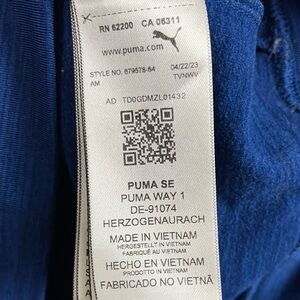 RN 62200 CA 06311
www.puma.com
STYLE NO. 679578-64 04/22/23
AM TVNWV
AD TD0GDMZL01432
PUMA SE
PUMA WAY 1
DE-91074
HERZOGENAURACH
MADE IN VIETNAM
HERGESTELLT IN VIETNAM
FABRIQUÉ AU VIETNAM
HECHO EN VIETNAM
PRODOTTO IN VIETNAM
FABRICADO NO VIETNÃ